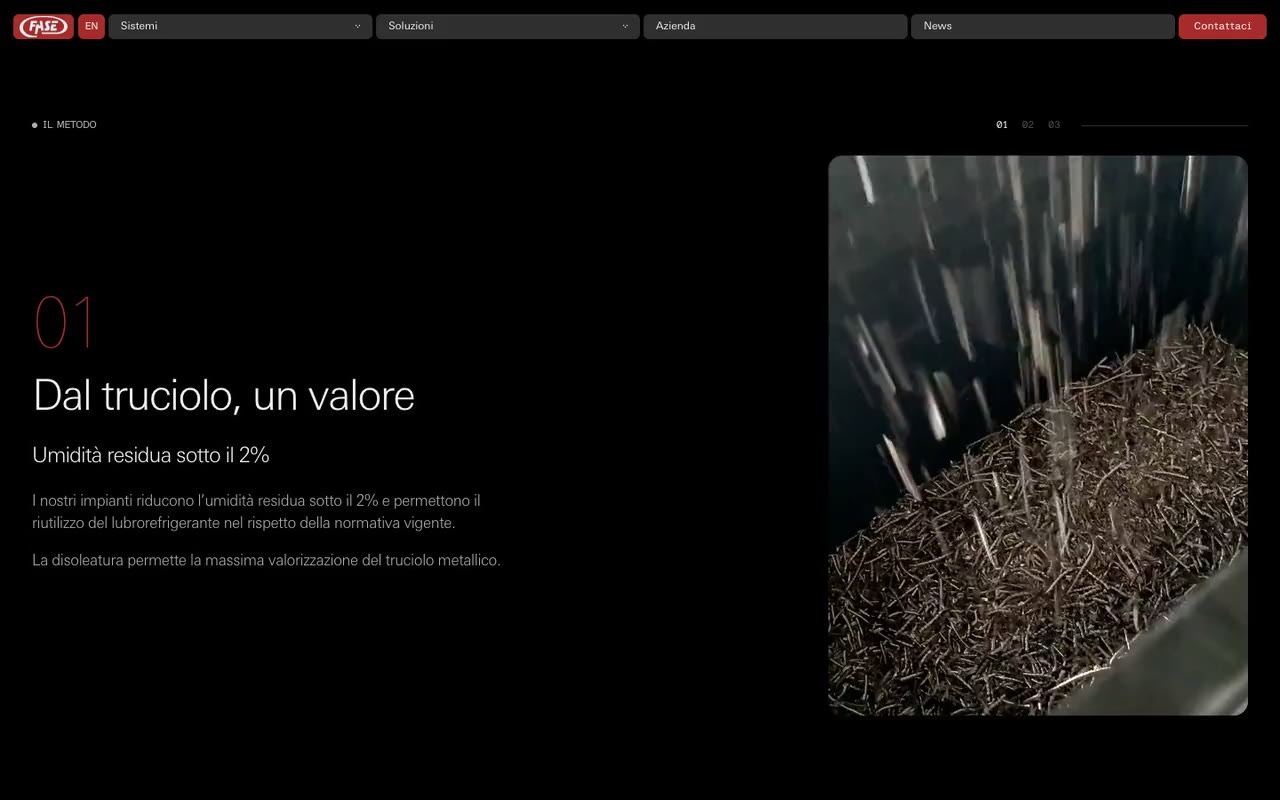 FASE
EN
Sistemi
Soluzioni
Azienda
News
Contattaci
IL METODO
01 02 03
01
Dal truciolo, un valore
Umidità residua sotto il 2%
I nostri impianti riducono l’umidità residua sotto il 2% e permettono il
riutilizzo del lubrorefrigerante nel rispetto della normativa vigente.
La disoleatura permette la massima valorizzazione del truciolo metallico.